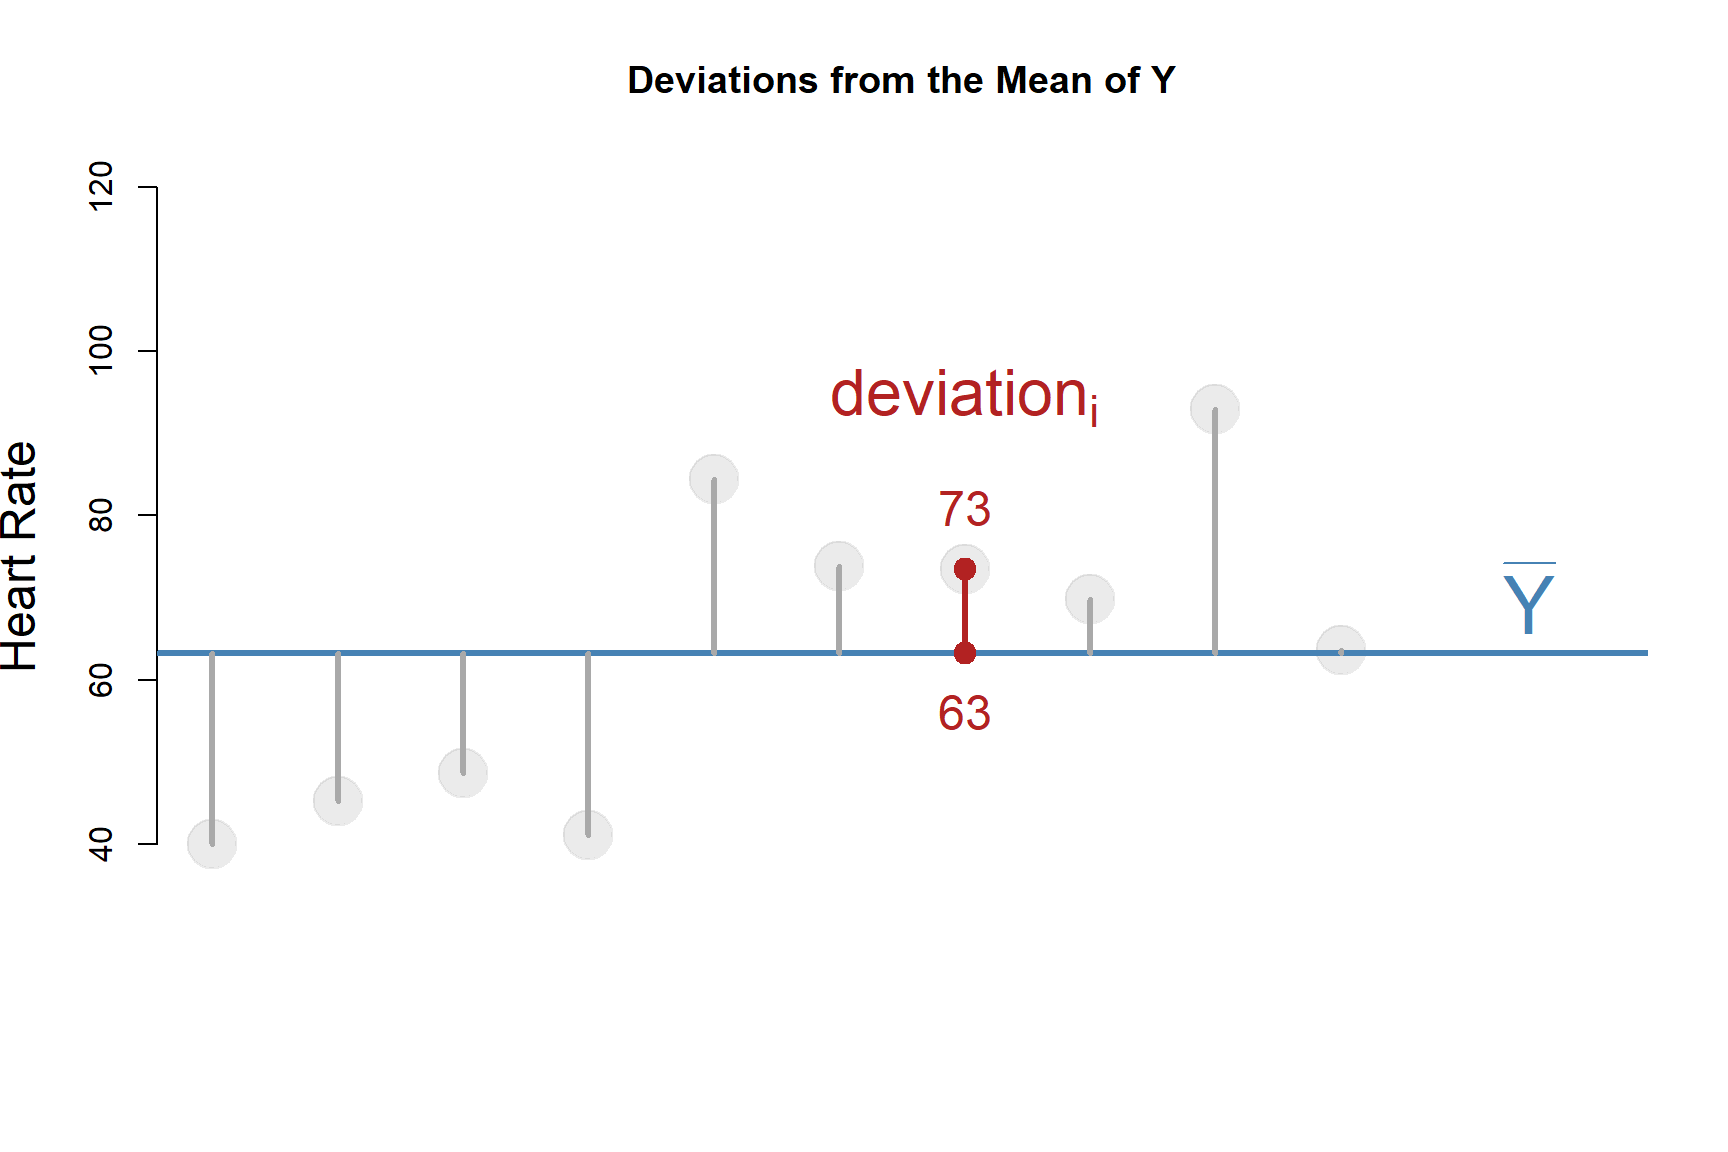 Deviations from the Mean of Y
120
100
80
60
40
Heart Rate
deviationᵢ
73
63
Y̅